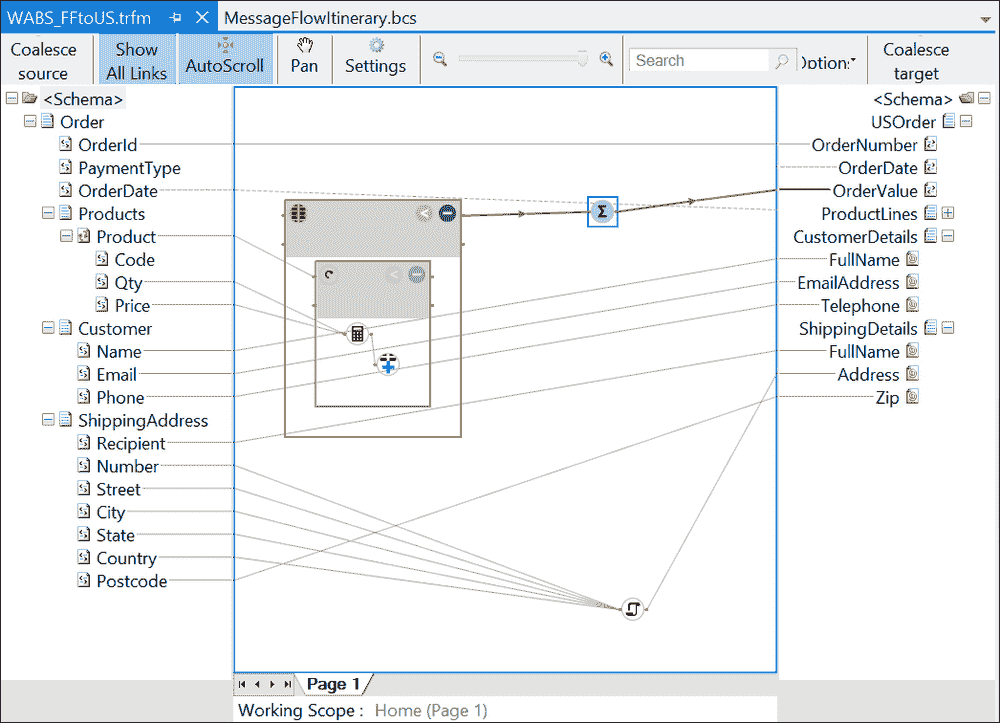 WABS_FFtoUS.trfm
MessageFlowItinerary.bcs
Coalesce source
Show All Links
AutoScroll
Pan
Settings
Search
Option:
Coalesce target
<Schema>
Order
OrderId
PaymentType
OrderDate
Products
Product
Code
Qty
Price
Customer
Name
Email
Phone
ShippingAddress
Recipient
Number
Street
City
State
Country
Postcode
Σ
<Schema>
USOrder
OrderNumber
OrderDate
OrderValue
ProductLines
CustomerDetails
FullName
EmailAddress
Telephone
ShippingDetails
FullName
Address
Zip
Page 1
Working Scope : Home (Page 1)